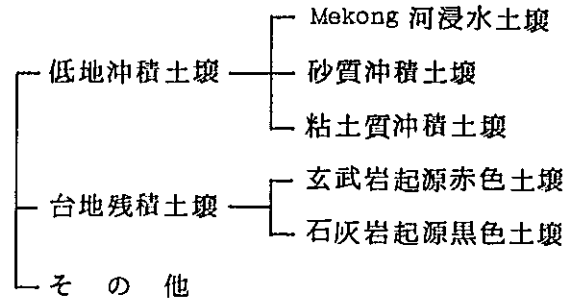 Mekong 河浸水土壌
低地沖積土壌
砂質沖積土壌
粘土質沖積土壌
玄武岩起源赤色土壌
台地残積土壌
石灰岩起源黒色土壌
その他